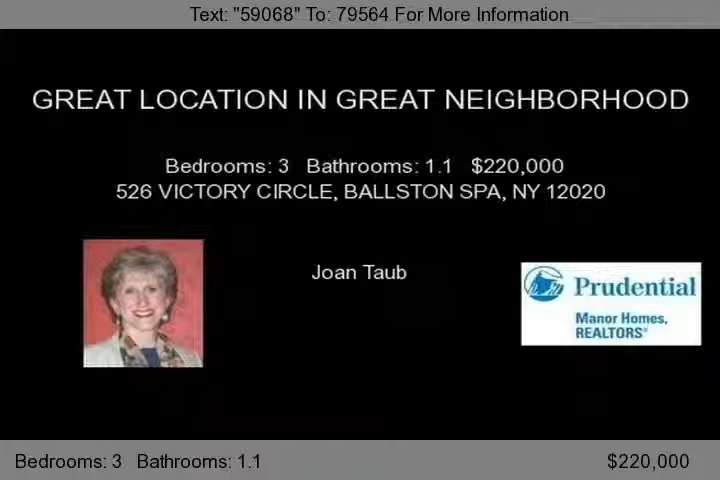 Text: "59068" To: 79564 For More Information
GREAT LOCATION IN GREAT NEIGHBORHOOD
Bedrooms: 3 Bathrooms: 1.1 $220,000
526 VICTORY CIRCLE, BALLSTON SPA, NY 12020
Joan Taub
Prudential
Manor Homes,
REALTORS®
Bedrooms: 3 Bathrooms: 1.1 $220,000